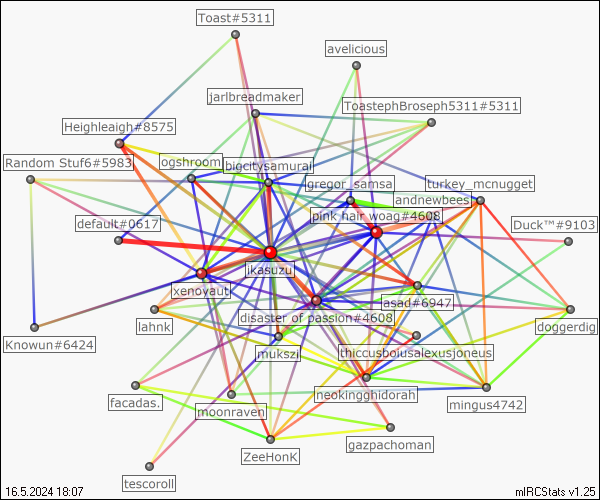 Toast#5311
avelicious
jarlbreadmaker
ToastephBroseph5311#5311
Heighleaigh#8575
Random Stuf6#5983
ogshroom
bigcitysamurai
gregor_samsa
turkey_mcnugget
andnewbees
default#0617
pink hair woag#4608
Duck™#9103
ikasuzu
xenoyaut
asad#6947
lahnk
disaster of passion#4608
doggerdig
Knowun#6424
mukszi
thiccusboiusalexusjoneus
facadas.
moonraven
neokingghidorah
mingus4742
gazpachoman
ZeeHonK
tescoroll
16.5.2024 18:07
mIRCStats v1.25